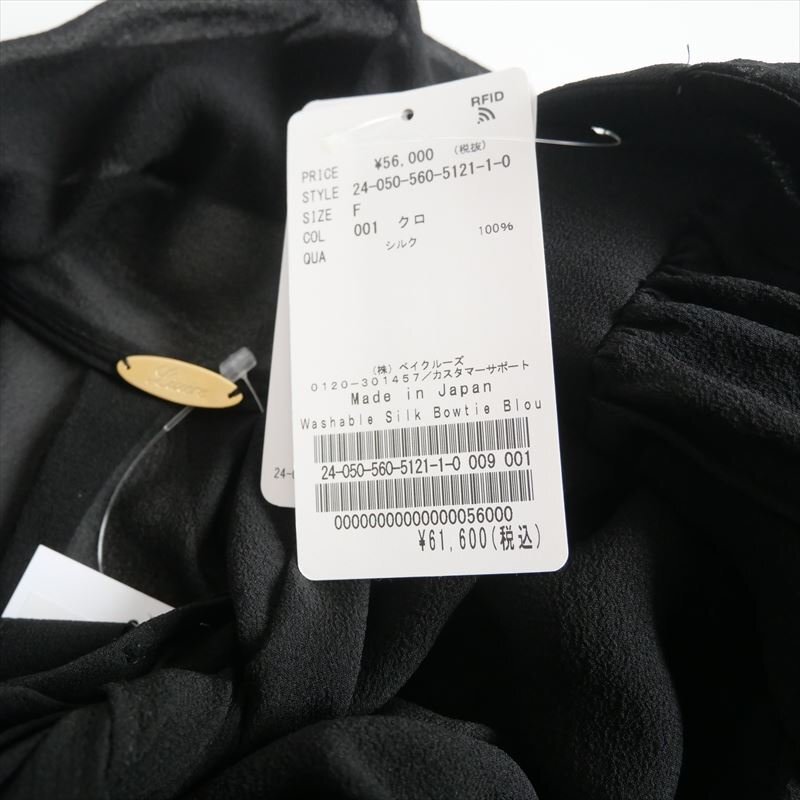 RFID
PRICE ¥56,000 (税抜)
STYLE 24-050-560-5121-1-0
SIZE F
COL 001 クロ
QUA シルク 100%
(株) ベイクルーズ
0120-301457/カスタマーサポート
Made in Japan
Washable Silk Bowtie Blou
24-050-560-5121-1-0 009 001
00000000000000056000
¥61,600(税込)